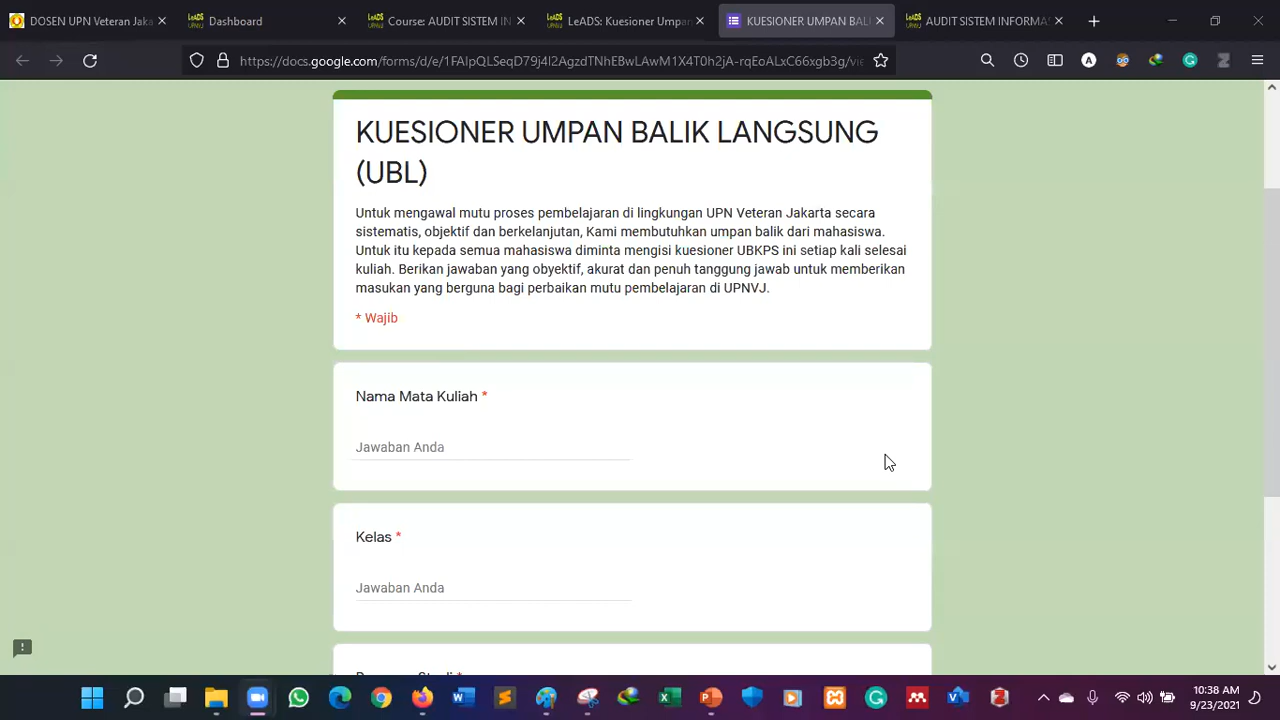 DOSEN UPN Veteran Jaka
Dashboard
Course: AUDIT SISTEM IN
LeADS: Kuesioner Umpan
KUESIONER UMPAN BAL
AUDIT SISTEM INFORMA
https://docs.google.com/forms/d/e/1FAIpQLSeqD79j4I2AgzdTNhEBwLAwM1X4T0h2jA-rqEoALxC66xgb3g/vie
KUESIONER UMPAN BALIK LANGSUNG
(UBL)
Untuk mengawal mutu proses pembelajaran di lingkungan UPN Veteran Jakarta secara
sistematis, objektif dan berkelanjutan, Kami membutuhkan umpan balik dari mahasiswa.
Untuk itu kepada semua mahasiswa diminta mengisi kuesioner UBKPS ini setiap kali selesai
kuliah. Berikan jawaban yang obyektif, akurat dan penuh tanggung jawab untuk memberikan
masukan yang berguna bagi perbaikan mutu pembelajaran di UPNVJ.
* Wajib
Nama Mata Kuliah *
Jawaban Anda
Kelas *
Jawaban Anda
10:38 AM
9/23/2021